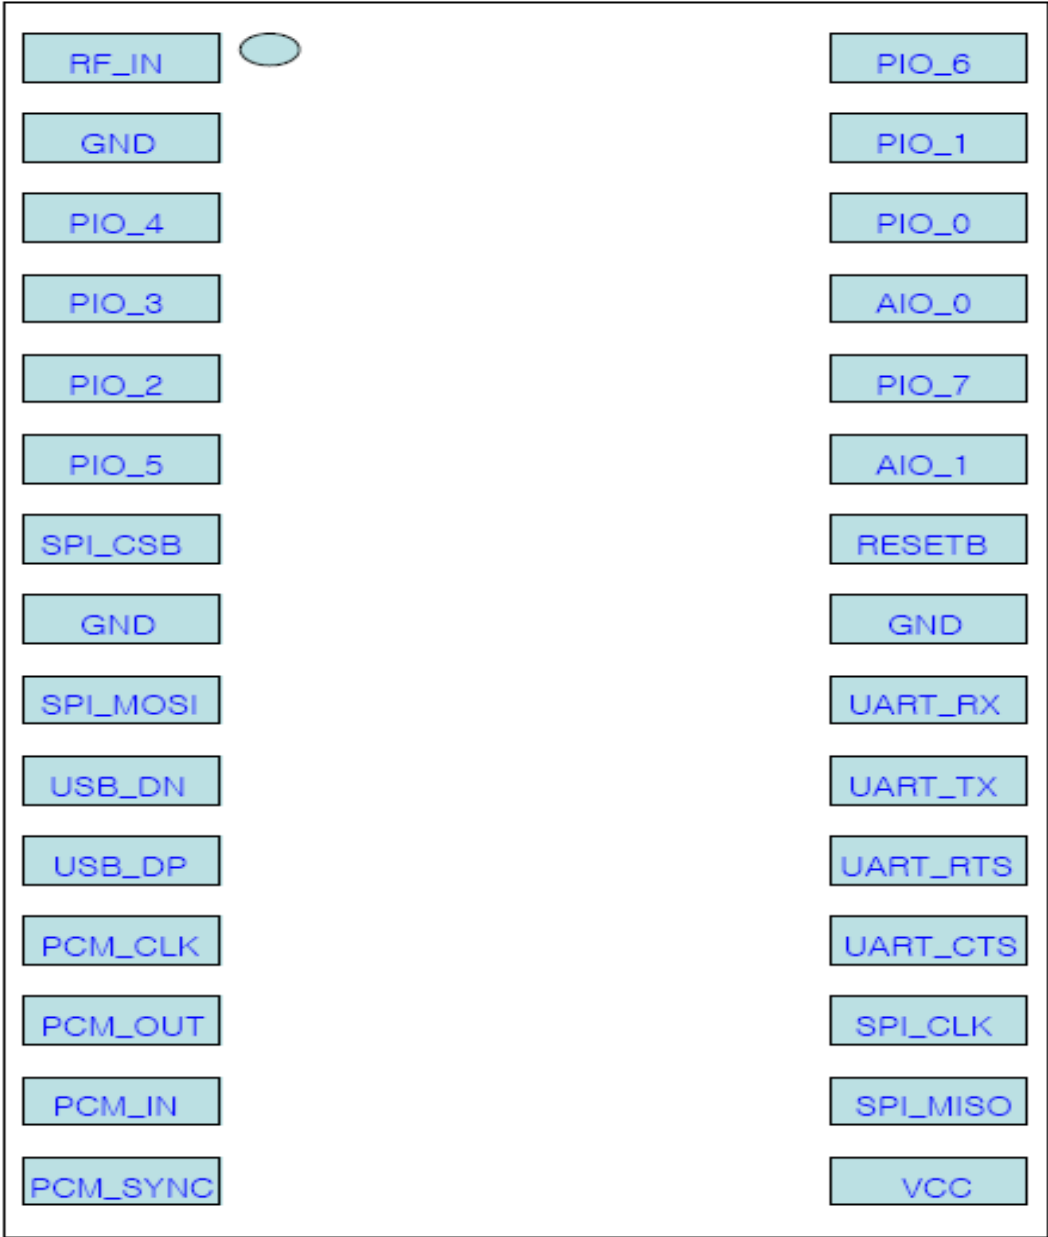 RF_IN
PIO_6
GND
PIO_1
PIO_4
PIO_0
PIO_3
AIO_0
PIO_2
PIO_7
PIO_5
AIO_1
SPI_CSB
RESETB
GND
GND
SPI_MOSI
UART_RX
USB_DN
UART_TX
USB_DP
UART_RTS
PCM_CLK
UART_CTS
PCM_OUT
SPI_CLK
PCM_IN
SPI_MISO
PCM_SYNC
VCC